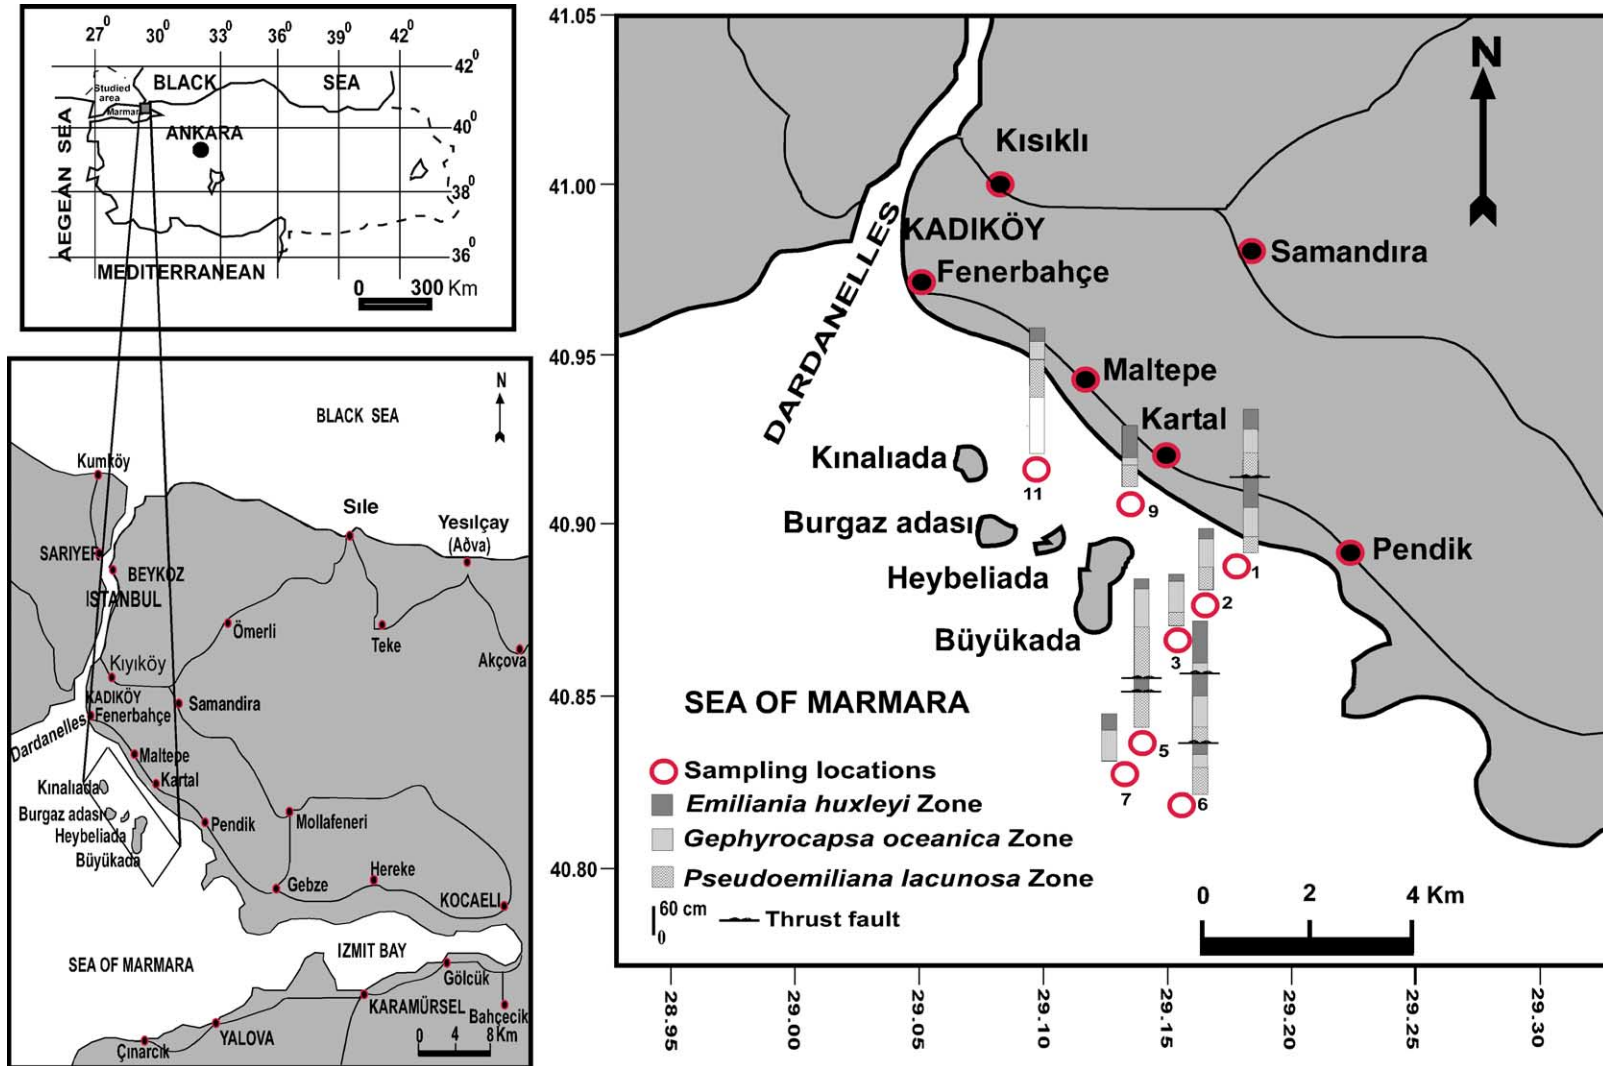 27⁰ 30⁰ 33⁰ 36⁰ 39⁰ 42⁰
42⁰
BLACK SEA
Studied
area
Marmar
40⁰
ANKARA
AEGEAN SEA
38⁰
36⁰
MEDITERRANEAN
0 300 Km
N
BLACK SEA
Kumköy
Sıle
Yesılçay
(Aðva)
SARIYER
BEYKOZ
ISTANBUL
Ömerli
Teke
Akçova
Kıyıköy
KADIKÖY
Samandira
Fenerbahçe
Dardanelles
Maltepe
Kartal
Kınalıada
Burgaz adası
Pendik
Mollafeneri
Heybeliada
Büyükada
Hereke
Gebze
KOCAELI
IZMIT BAY
SEA OF MARMARA
Gölcük
KARAMÜRSEL
Bahçecik
YALOVA
0 4 8 Km
Çınarcık
41.05
41.00
40.95
40.90
40.85
40.80
N
Kısıklı
KADIKÖY
Samandıra
Fenerbahçe
DARDANELLES
Maltepe
Kartal
Kınalıada
11
9
Burgaz adası
Pendik
Heybeliada
1
2
Büyükada
3
SEA OF MARMARA
5
7
6
Sampling locations
Emiliania huxleyi Zone
Gephyrocapsa oceanica Zone
Pseudoemiliana lacunosa Zone
60 cm
0
Thrust fault
0 2 4 Km
28.95 29.00 29.05 29.10 29.15 29.20 29.25 29.30